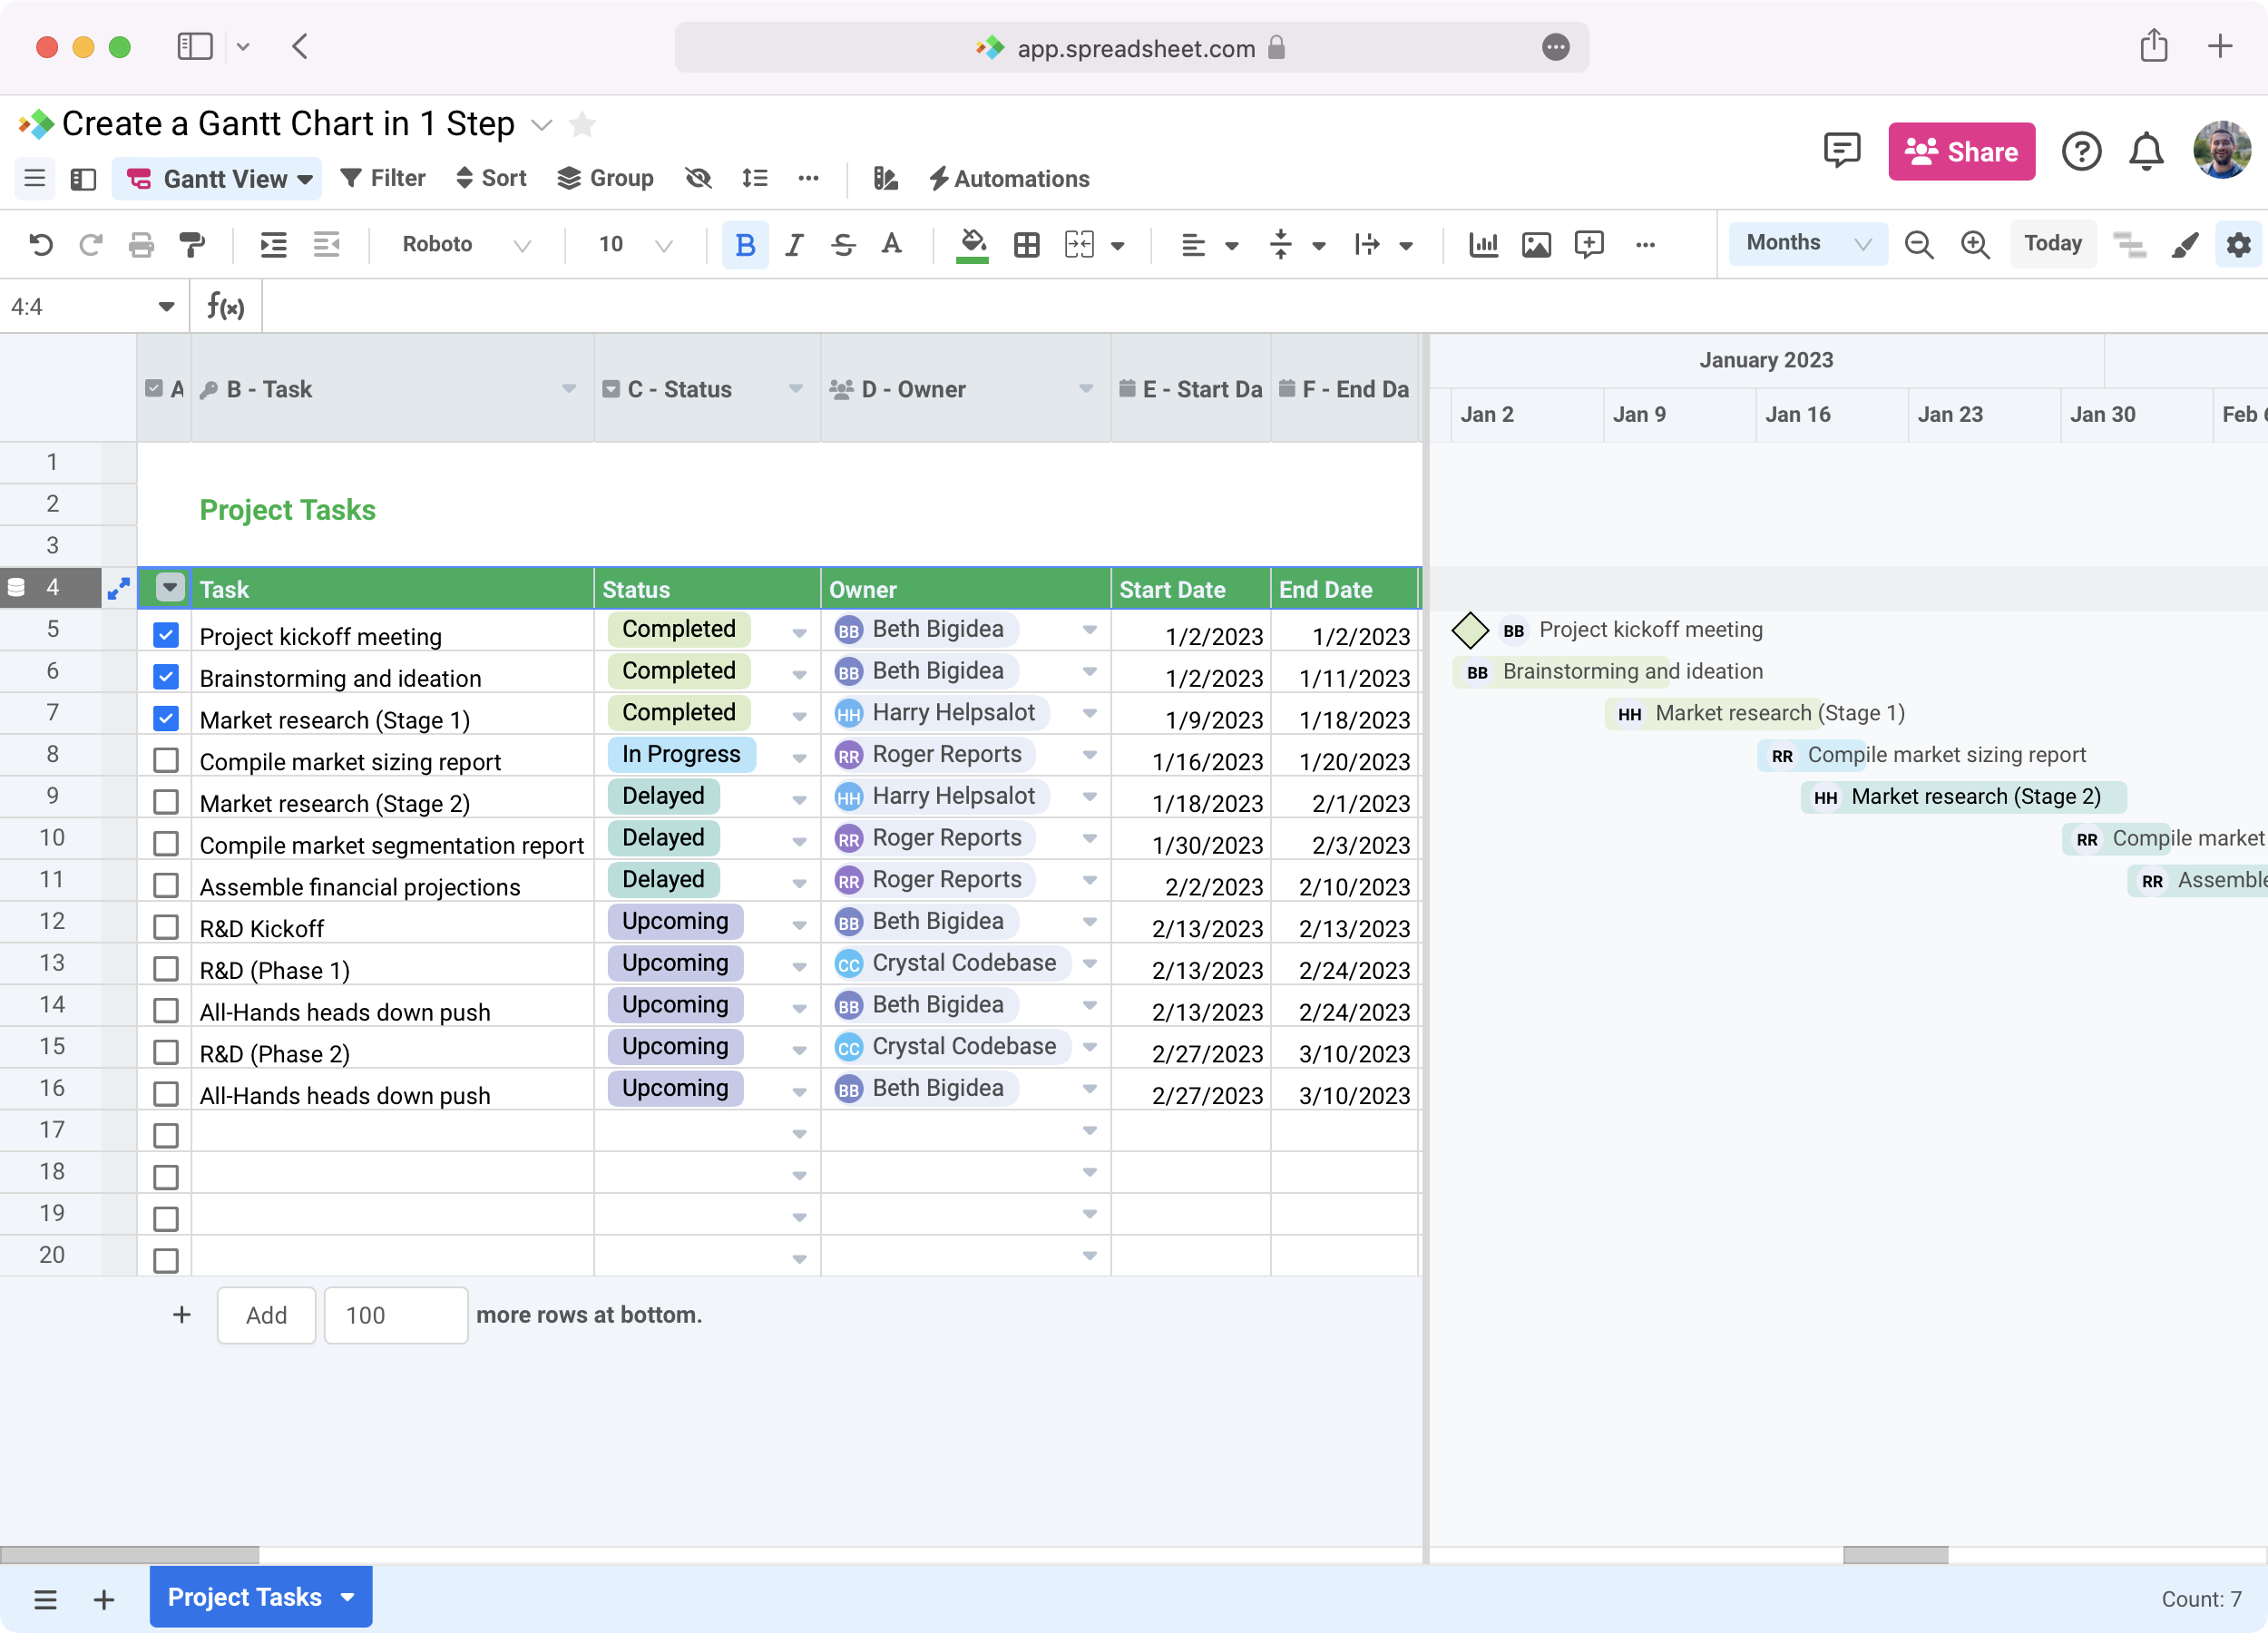 app.spreadsheet.com
Create a Gantt Chart in 1 Step
Share
Gantt View Filter Sort Group Automations
Roboto 10 B I S A Months Today
4:4 f(x)
A B - Task C - Status D - Owner E - Start Da F - End Da January 2023
Jan 2 Jan 9 Jan 16 Jan 23 Jan 30 Feb
1
2 Project Tasks
3
4 Task Status Owner Start Date End Date
5 Project kickoff meeting Completed BB Beth Bigidea 1/2/2023 1/2/2023 BB Project kickoff meeting
6 Brainstorming and ideation Completed BB Beth Bigidea 1/2/2023 1/11/2023 BB Brainstorming and ideation
7 Market research (Stage 1) Completed HH Harry Helpsalot 1/9/2023 1/18/2023 HH Market research (Stage 1)
8 Compile market sizing report In Progress RR Roger Reports 1/16/2023 1/20/2023 RR Compile market sizing report
9 Market research (Stage 2) Delayed HH Harry Helpsalot 1/18/2023 2/1/2023 HH Market research (Stage 2)
10 Compile market segmentation report Delayed RR Roger Reports 1/30/2023 2/3/2023 RR Compile market
11 Assemble financial projections Delayed RR Roger Reports 2/2/2023 2/10/2023 RR Assemble
12 R&D Kickoff Upcoming BB Beth Bigidea 2/13/2023 2/13/2023
13 R&D (Phase 1) Upcoming CC Crystal Codebase 2/13/2023 2/24/2023
14 All-Hands heads down push Upcoming BB Beth Bigidea 2/13/2023 2/24/2023
15 R&D (Phase 2) Upcoming CC Crystal Codebase 2/27/2023 3/10/2023
16 All-Hands heads down push Upcoming BB Beth Bigidea 2/27/2023 3/10/2023
17
18
19
20
+ Add 100 more rows at bottom.
Project Tasks Count: 7